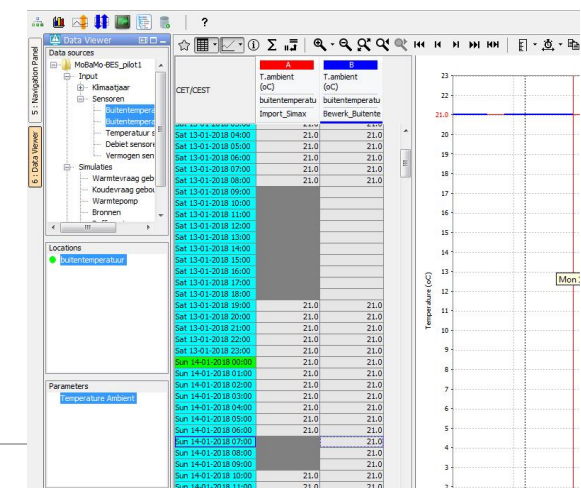 ?
Data Viewer
Data sources
MoBaMo-BES_pilot1
Input
Klimaatjaar
Sensoren
Buitentempera
Buitentempera
Temperatuur s
Debiet sensore
Vermogen sen
Simulaties
Warmtevraag geb
Koudevraag gebou
Warmtepomp
Bronnen
Locations
buitentemperatuur
Parameters
Temperature Ambient
5 : Navigation Panel
6 : Data Viewer
A B
CET/CEST
T.ambient (oC) T.ambient (oC)
buitentemperatu buitentemperatu
Import_Simax Bewerk_Buitente
Sat 13-01-2018 04:00 21.0 21.0
Sat 13-01-2018 05:00 21.0 21.0
Sat 13-01-2018 06:00 21.0 21.0
Sat 13-01-2018 07:00 21.0 21.0
Sat 13-01-2018 08:00 21.0 21.0
Sat 13-01-2018 09:00
Sat 13-01-2018 10:00
Sat 13-01-2018 11:00
Sat 13-01-2018 12:00
Sat 13-01-2018 13:00
Sat 13-01-2018 14:00
Sat 13-01-2018 15:00
Sat 13-01-2018 16:00
Sat 13-01-2018 17:00
Sat 13-01-2018 18:00
Sat 13-01-2018 19:00 21.0 21.0
Sat 13-01-2018 20:00 21.0 21.0
Sat 13-01-2018 21:00 21.0 21.0
Sat 13-01-2018 22:00 21.0 21.0
Sat 13-01-2018 23:00 21.0 21.0
Sun 14-01-2018 00:00 21.0 21.0
Sun 14-01-2018 01:00 21.0 21.0
Sun 14-01-2018 02:00 21.0 21.0
Sun 14-01-2018 03:00 21.0 21.0
Sun 14-01-2018 04:00 21.0 21.0
Sun 14-01-2018 05:00 21.0 21.0
Sun 14-01-2018 06:00 21.0 21.0
Sun 14-01-2018 07:00 21.0
Sun 14-01-2018 08:00 21.0
Sun 14-01-2018 09:00 21.0
Sun 14-01-2018 10:00 21.0 21.0
Sun 14-01-2018 11:00 21.0 21.0
Temperature (oC)
23
22
21.0
20
19
18
17
16
15
14
13
12
11
10
9
8
7
6
5
4
3
2
Mon